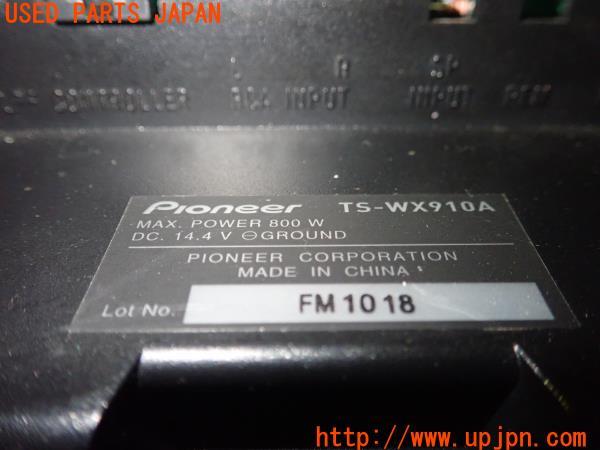 USED PARTS JAPAN
L R SP
CONTROLLER RCA INPUT INPUT
Pioneer TS-WX910A
MAX. POWER 800 W
DC. 14.4 V ⊖GROUND
PIONEER CORPORATION
MADE IN CHINA
Lot No. FM1018
http://www.upjpn.com